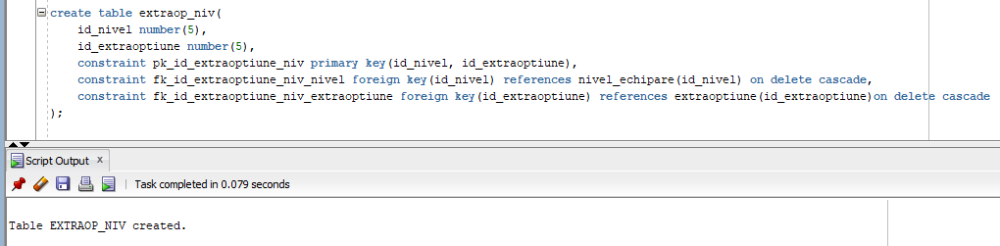 create table extraop_niv(
id_nivel number(5),
id_extraoptiune number(5),
constraint pk_id_extraoptiune_niv primary key(id_nivel, id_extraoptiune),
constraint fk_id_extraoptiune_niv_nivel foreign key(id_nivel) references nivel_echipare(id_nivel) on delete cascade,
constraint fk_id_extraoptiune_niv_extraoptiune foreign key(id_extraoptiune) references extraoptiune(id_extraoptiune)on delete cascade
);
Script Output x
Task completed in 0.079 seconds
Table EXTRAOP_NIV created.